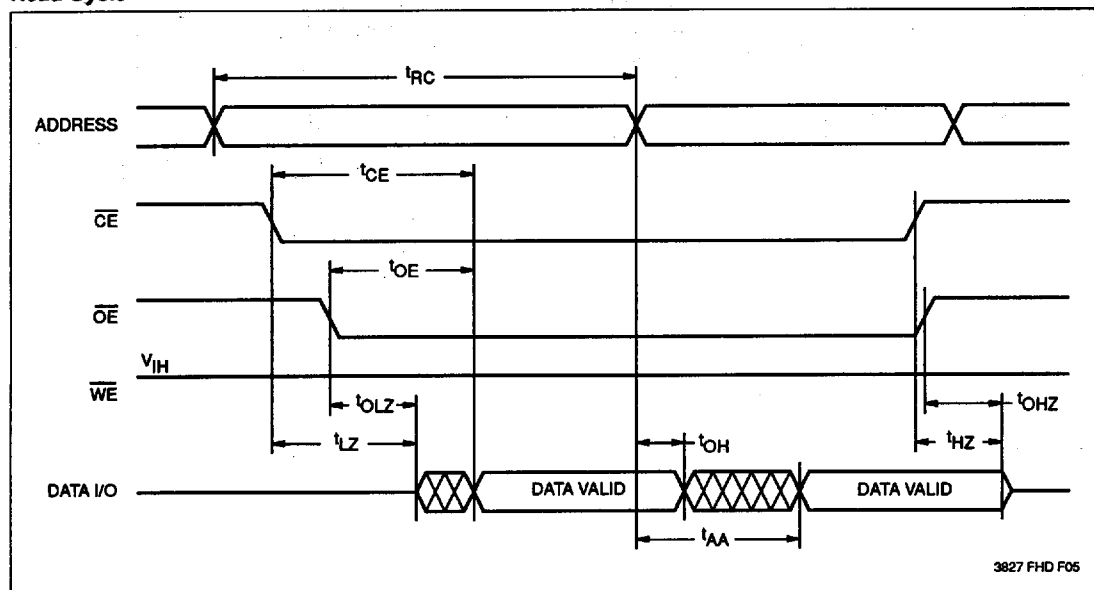 tRC
ADDRESS
tCE
CE
tOE
OE
VIH
WE
tOLZ
tOHZ
tLZ
tOH
tHZ
DATA I/O
DATA VALID
DATA VALID
tAA
3827 FHD F05